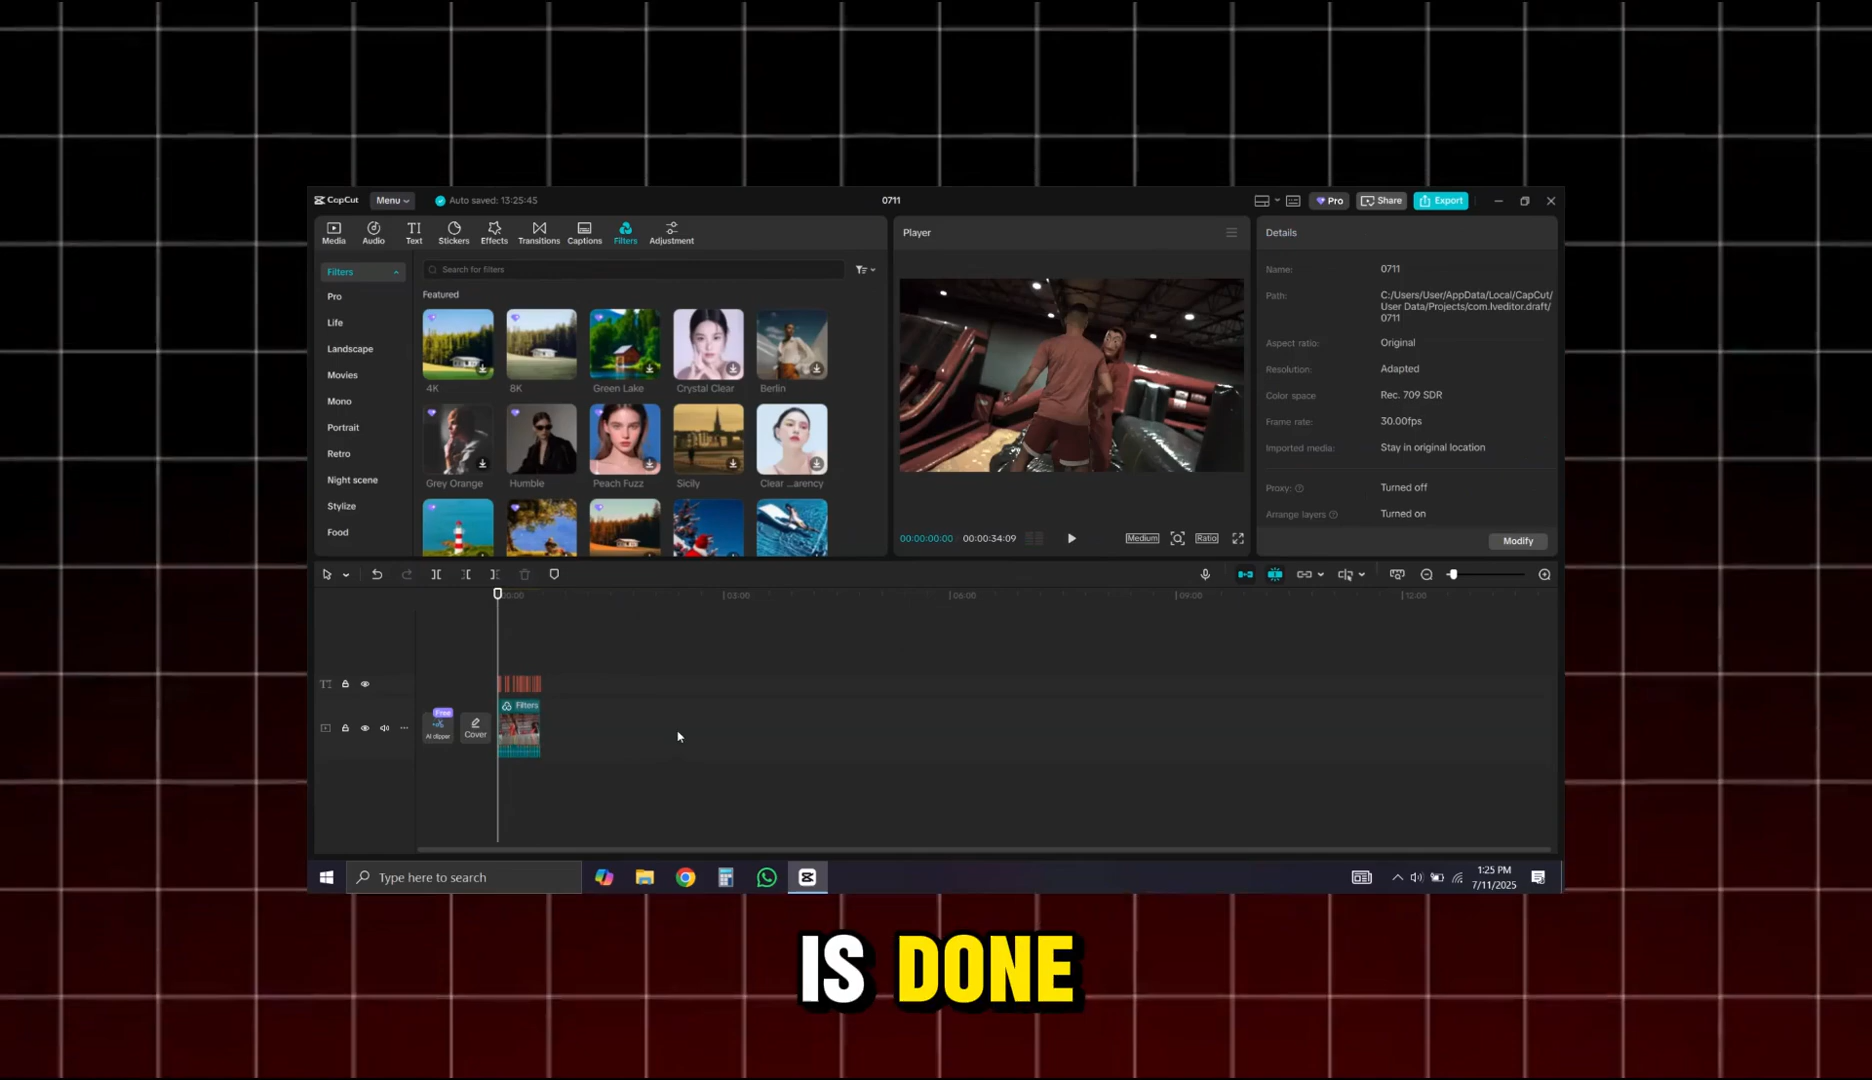 CapCut Menu Auto saved: 13:25:45 0711 Pro Share Export
Media Audio Text Stickers Effects Transitions Captions Filters Adjustment
Player
Details
Filters
Search for filters
Pro
Life
Landscape
Movies
Mono
Portrait
Retro
Night scene
Stylize
Food
Featured
4K 8K Green Lake Crystal Clear Berlin
Grey Orange Humble Peach Fuzz Sicily Clear ...arency
00:00:00:00 00:00:34:09 Medium Ratio
Name: 0711
Path: C:/Users/User/AppData/Local/CapCut/
User Data/Projects/com.lveditor.draft/
0711
Aspect ratio: Original
Resolution: Adapted
Color space Rec. 709 SDR
Frame rate: 30.00fps
Imported media: Stay in original location
Proxy: Turned off
Arrange layers Turned on
Modify
00:00 03:00 06:00 09:00 12:00
TT
Free
AI clipper
Cover
Filters
Type here to search
1:25 PM
7/11/2025
IS DONE